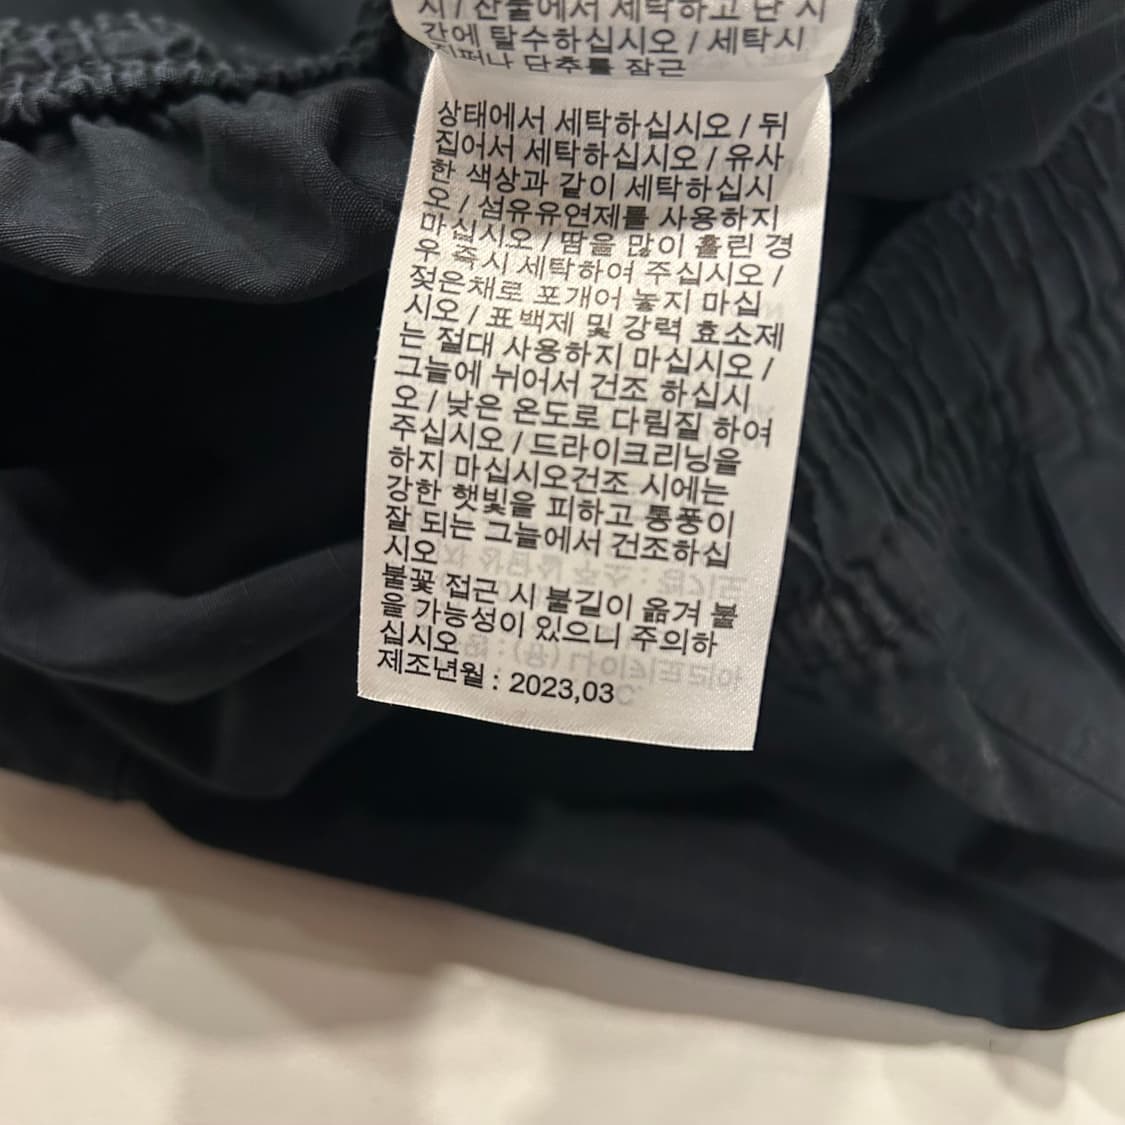 시 / 찬물에서 세탁하고 단 시
간에 탈수하십시오 / 세탁시
지퍼나 단추를 잠근
상태에서 세탁하십시오 / 뒤
집어서 세탁하십시오 / 유사
한 색상과 같이 세탁하십시
오 / 섬유유연제를 사용하지
마십시오 / 땀을 많이 흘린 경
우 즉시 세탁하여 주십시오 /
젖은채로 포개어 놓지 마십
시오 / 표백제 및 강력 효소제
는 절대 사용하지 마십시오 /
그늘에 뉘어서 건조 하십시
오 / 낮은 온도로 다림질 하여
주십시오 / 드라이크리닝을
하지 마십시오건조 시에는
강한 햇빛을 피하고 통풍이
잘 되는 그늘에서 건조하십
시오
불꽃 접근 시 불길이 옮겨 붙
을 가능성이 있으니 주의하
십시오
제조년월 : 2023,03